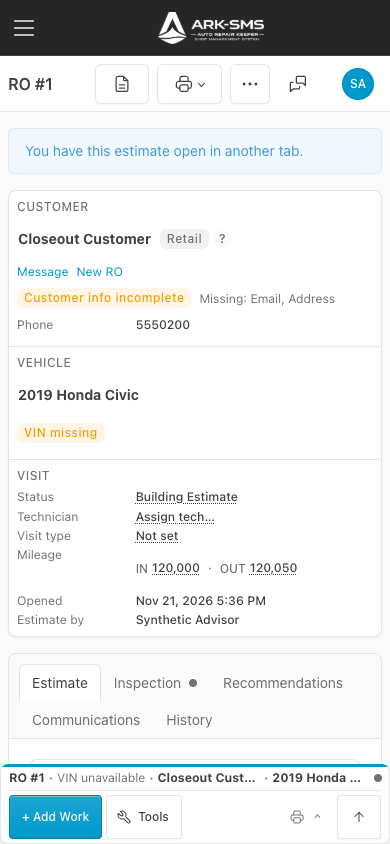 ARK-SMS
AUTO REPAIR KEEPER
RO #1
SA
You have this estimate open in another tab.
CUSTOMER
Closeout Customer Retail ?
Message New RO
Customer info incomplete Missing: Email, Address
Phone 5550200
VEHICLE
2019 Honda Civic
VIN missing
VISIT
Status Building Estimate
Technician Assign tech...
Visit type Not set
Mileage
IN 120,000 · OUT 120,050
Opened Nov 21, 2026 5:36 PM
Estimate by Synthetic Advisor
Estimate Inspection Recommendations
Communications History
RO #1 · VIN unavailable · Closeout Cust... · 2019 Honda ...
+ Add Work Tools